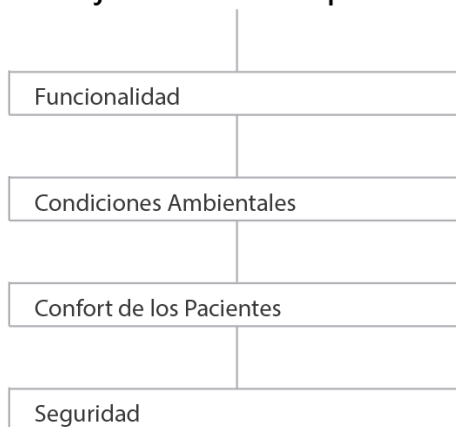 Funcionalidad
Condiciones Ambientales
Confort de los Pacientes
Seguridad